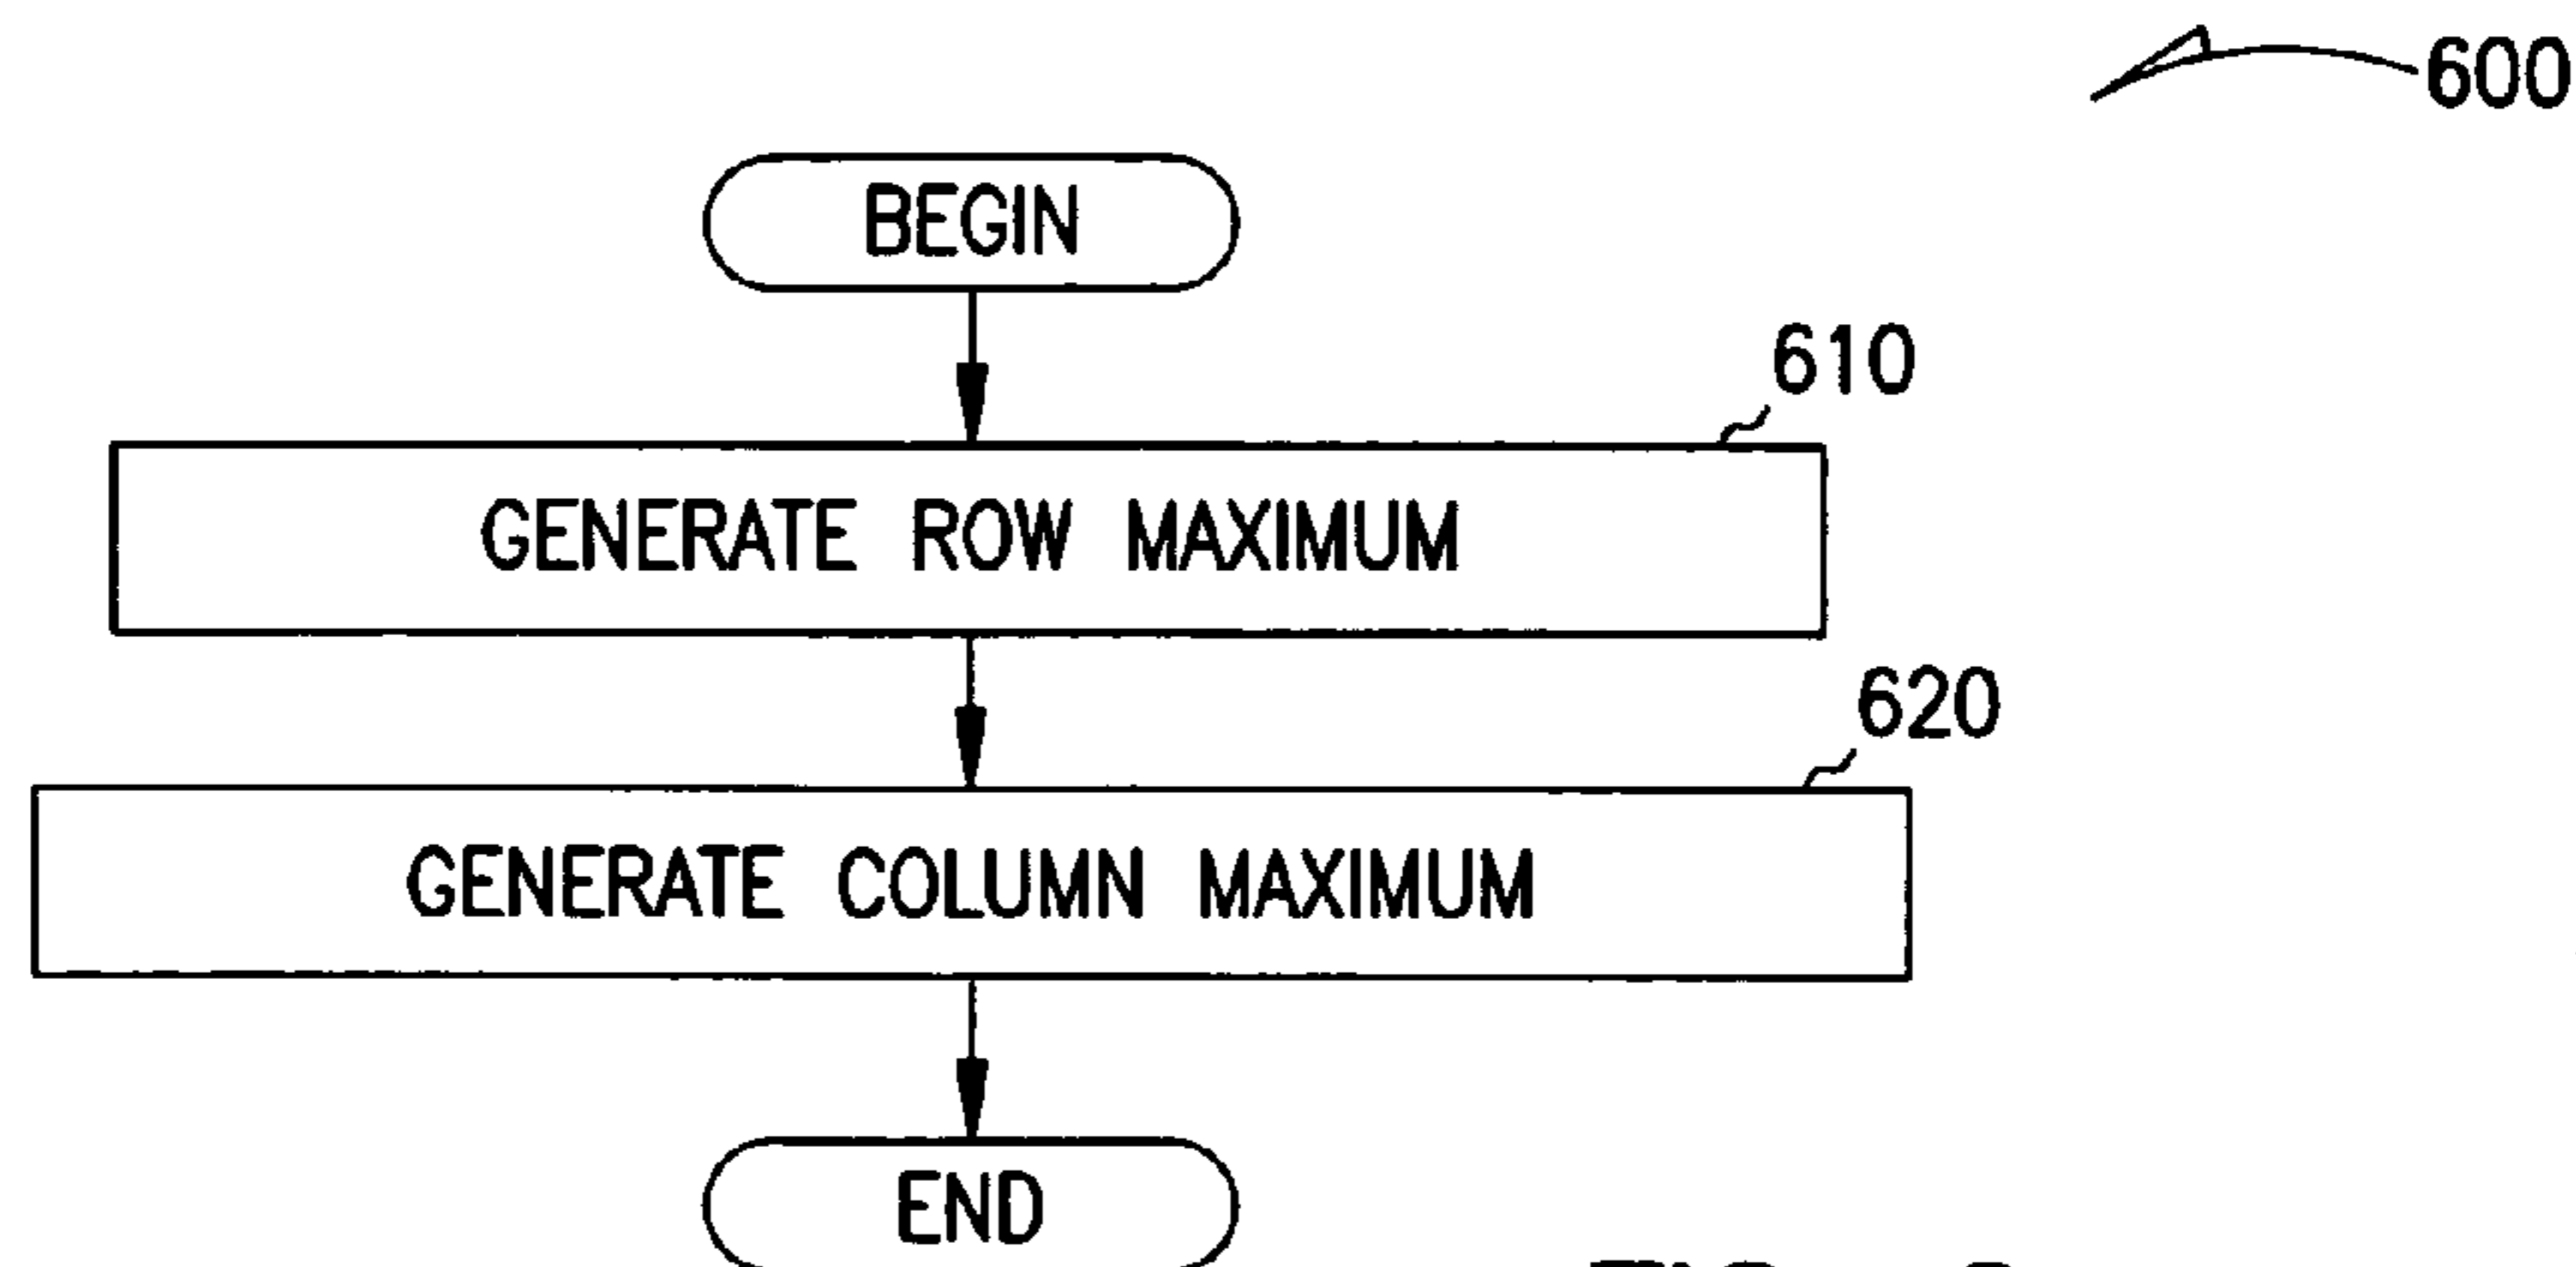 600
BEGIN
610
GENERATE ROW MAXIMUM
620
GENERATE COLUMN MAXIMUM
END